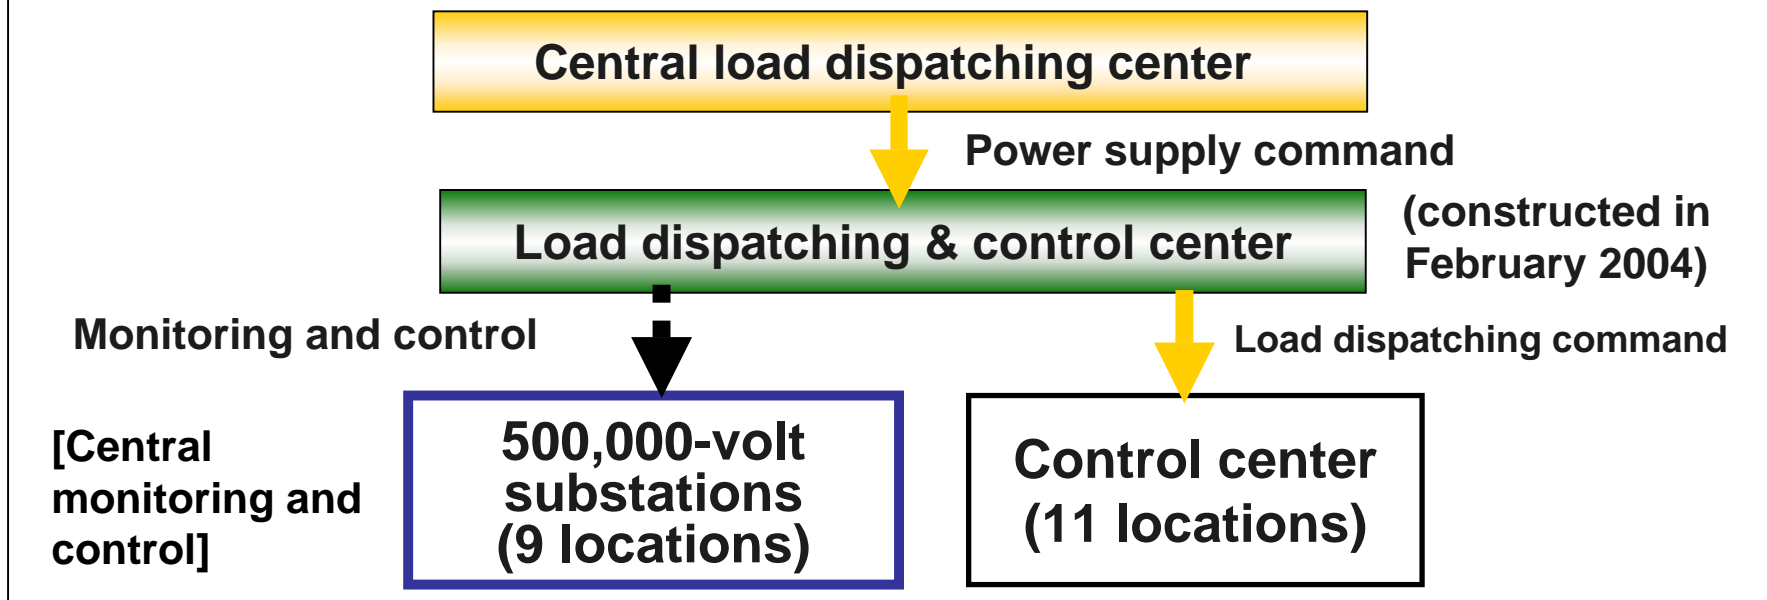 Central load dispatching center
Power supply command
Load dispatching & control center
(constructed in
February 2004)
Monitoring and control
Load dispatching command
[Central
monitoring and
control]
500,000-volt
substations
(9 locations)
Control center
(11 locations)